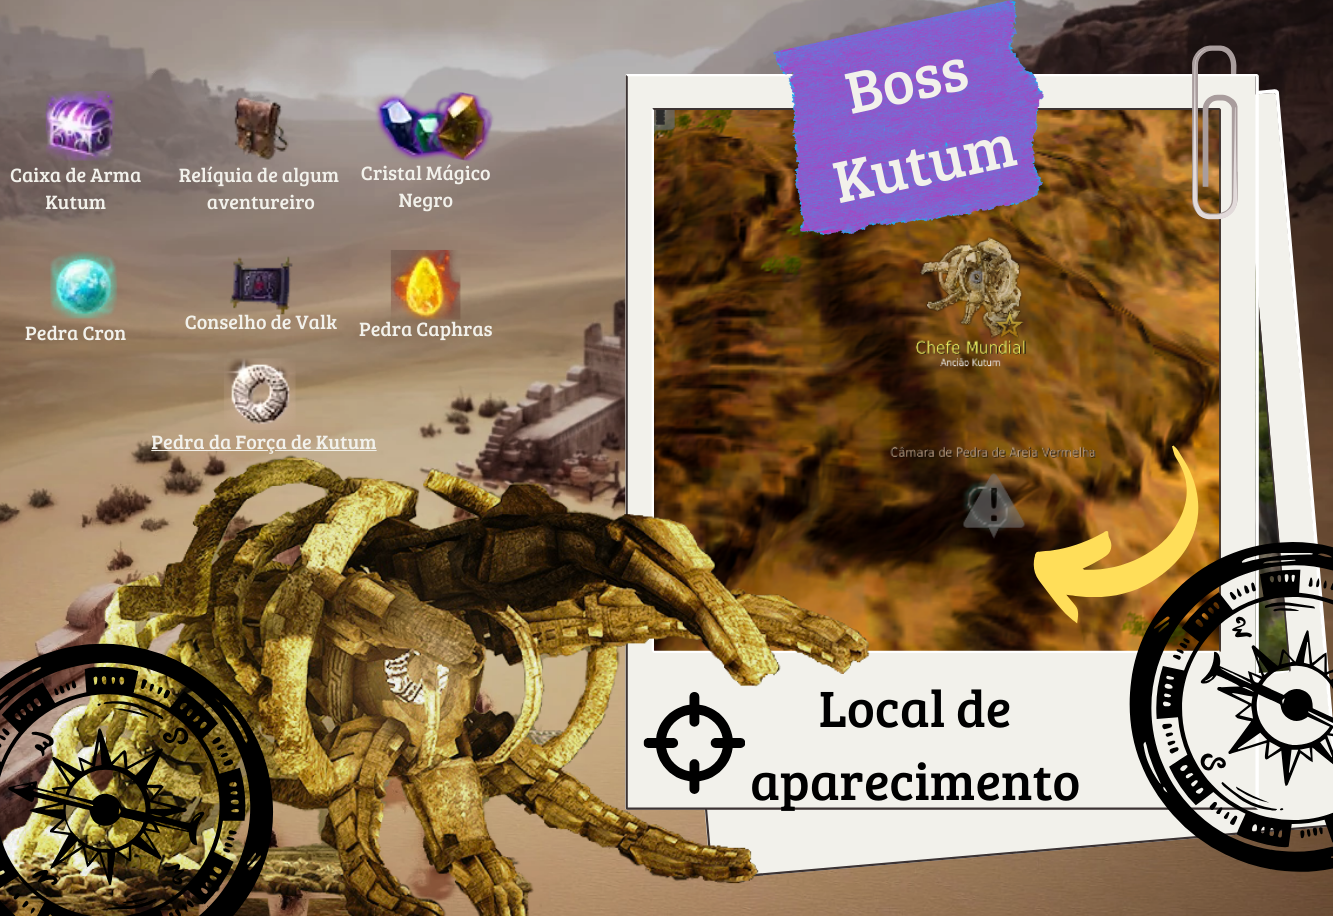 Boss
Kutum
Caixa de Arma
Kutum
Relíquia de algum
aventureiro
Cristal Mágico
Negro
Pedra Cron
Conselho de Valk
Pedra Caphras
Pedra da Força de Kutum
Chefe Mundial
Ancião Kutum
Câmara de Pedra de Areia Vermelha
Local de
aparecimento